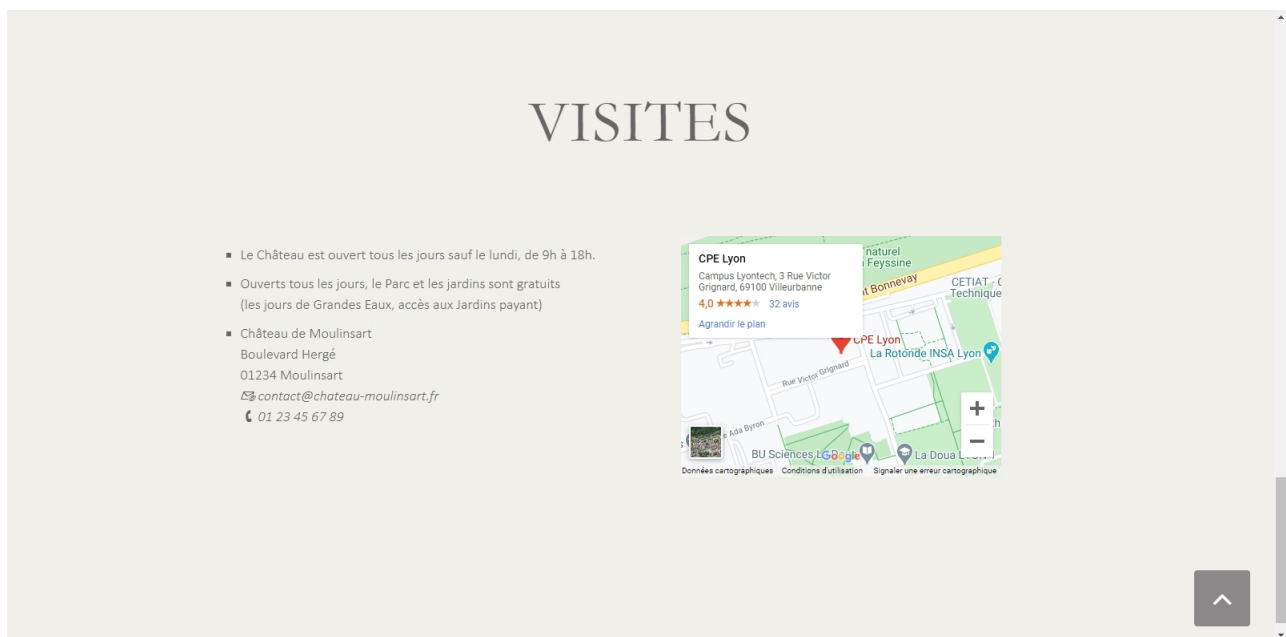 VISITES
Le Château est ouvert tous les jours sauf le lundi, de 9h à 18h.
Ouverts tous les jours, le Parc et les jardins sont gratuits
(les jours de Grandes Eaux, accès aux Jardins payant)
Château de Moulinsart
Boulevard Hergé
01234 Moulinsart
contact@chateau-moulinsart.fr
01 23 45 67 89
CPE Lyon
Campus Lyontech, 3 Rue Victor
Grignard, 69100 Villeurbanne
4,0 32 avis
Agrandir le plan
naturel
Feyssine
Bonnevay
CETIAT - C
Technique
CPE Lyon
La Rotonde INSA Lyon
Rue Victor Grignard
Ada Byron
BU Sciences
Google
La Doua
Données cartographiques Conditions d'utilisation Signaler une erreur cartographique